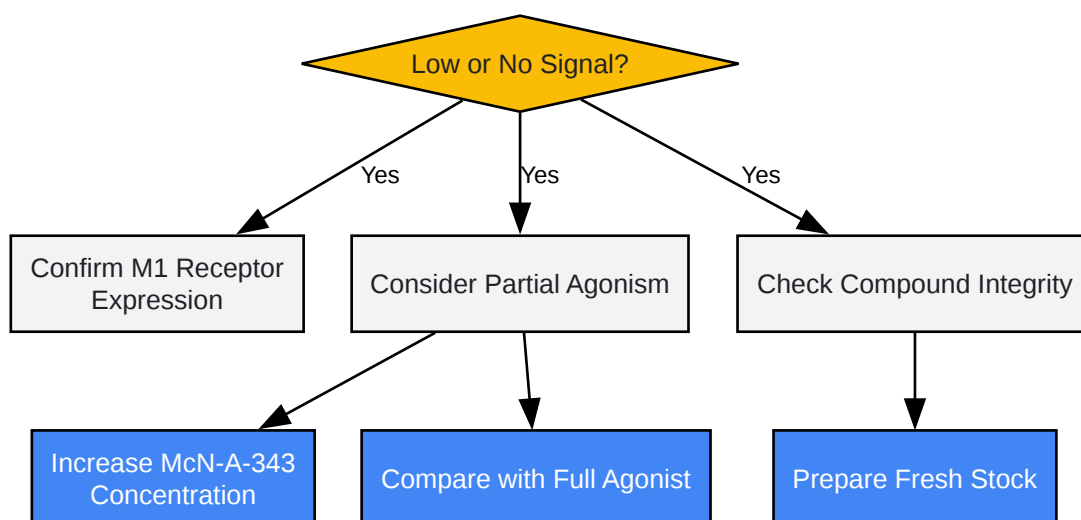 Low or No Signal?
Yes
Yes
Yes
Confirm M1 Receptor
Expression
Consider Partial Agonism
Check Compound Integrity
Increase McN-A-343
Concentration
Compare with Full Agonist
Prepare Fresh Stock